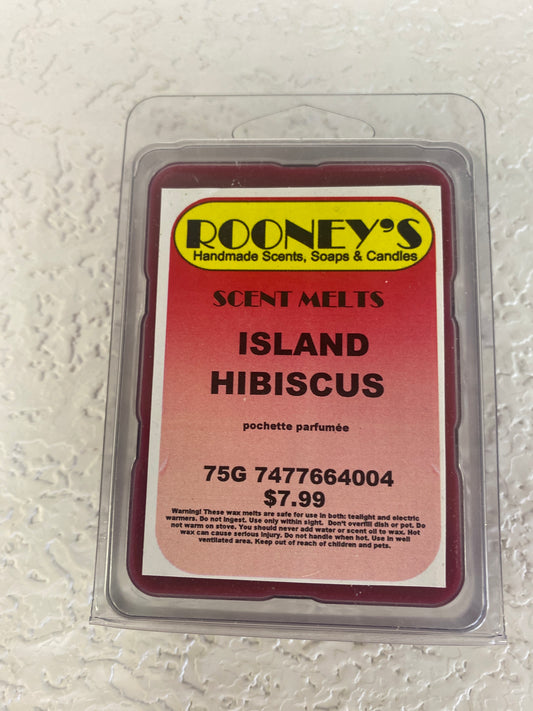 ROONEY'S
Handmade Scents, Soaps & Candles
SCENT MELTS
ISLAND
HIBISCUS
pochette parfumée
75G 7477664004
$7.99
Warning! These wax melts are safe for use in both: tealight and electric
warmers. Do not ingest. Use only within sight. Don't overfill dish or pot. Do
not warm on stove. You should never add water or scent oil to wax. Hot
wax can cause serious injury. Do not handle when hot. Use in well
ventilated area. Keep out of reach of children and pets.